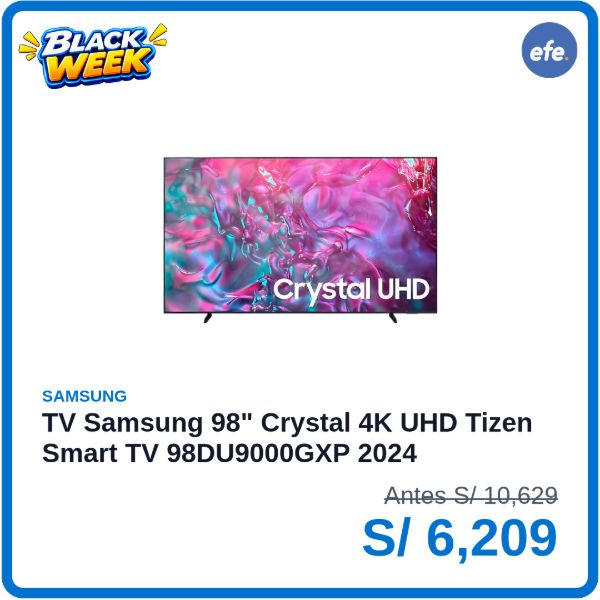 BLACK
WEEK
efe.
Crystal UHD
SAMSUNG
TV Samsung 98" Crystal 4K UHD Tizen
Smart TV 98DU9000GXP 2024
Antes S/ 10,629
S/ 6,209